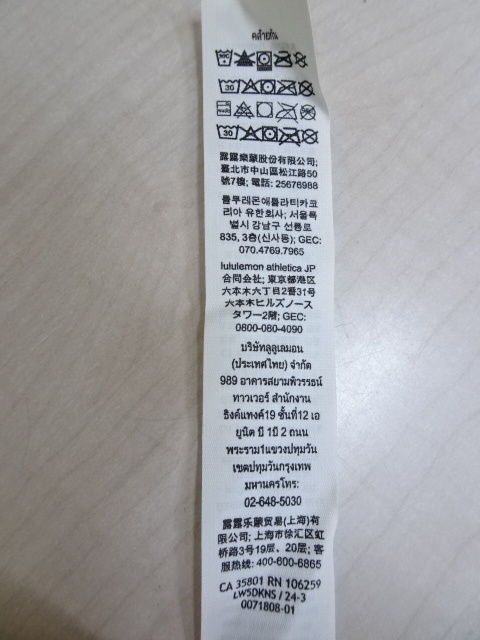 คล้ายกัน
30
30
露露樂蒙股份有限公司;
臺北市中山區松江路50
號7樓; 電話: 25676988
룰루레몬애틀라티카코
리아 유한회사; 서울특
별시 강남구 선릉로
835, 3층(신사동); GEC:
070.4769.7965
lululemon athletica JP
合同会社; 東京都港区
六本木六丁目2番31号
六本木ヒルズノース
タワー2階; GEC:
0800-080-4090
บริษัทลูลูเลมอน
(ประเทศไทย) จำกัด
989 อาคารสยามพิวรรธน์
ทาวเวอร์ สำนักงาน
ธิงค์แทงค์19 ชั้นที่12 เอ
ยูนิต บี 1บี 2 ถนน
พระราม1แขวงปทุมวัน
เขตปทุมวันกรุงเทพ
มหานครโทร:
02-648-5030
露露乐蒙贸易(上海)有
限公司; 上海市徐汇区虹
桥路3号19层、20层; 客
服热线: 400-600-6865
CA 35801 RN 106259
LW5DKNS / 24-3
0071808-01